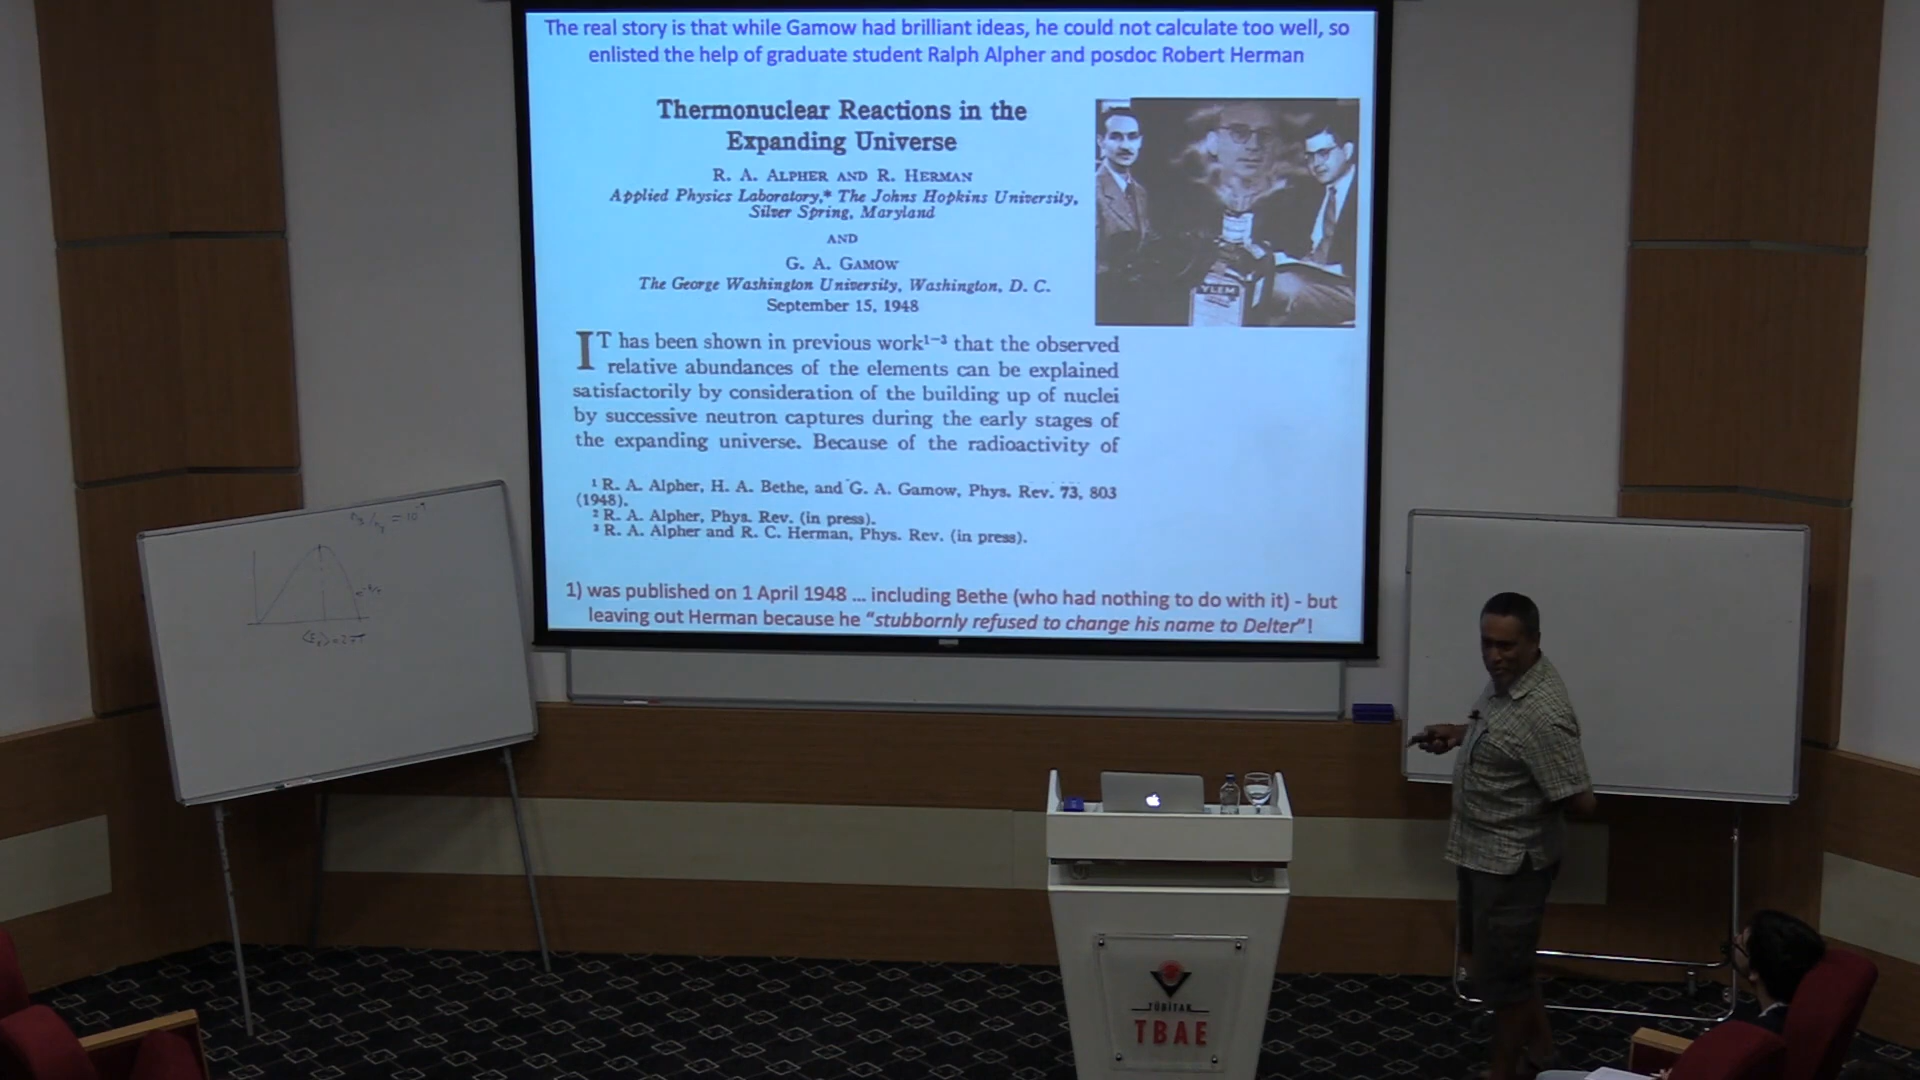 The real story is that while Gamow had brilliant ideas, he could not calculate too well, so
enlisted the help of graduate student Ralph Alpher and posdoc Robert Herman
Thermonuclear Reactions in the
Expanding Universe
R. A. ALPHER AND R. HERMAN
Applied Physics Laboratory,* The Johns Hopkins University,
Silver Spring, Maryland
AND
G. A. GAMOW
The George Washington University, Washington, D. C.
September 15, 1948
IT has been shown in previous work¹⁻³ that the observed
relative abundances of the elements can be explained
satisfactorily by consideration of the building up of nuclei
by successive neutron captures during the early stages of
the expanding universe. Because of the radioactivity of
¹ R. A. Alpher, H. A. Bethe, and G. A. Gamow, Phys. Rev. 73, 803
(1948).
² R. A. Alpher, Phys. Rev. (in press).
³ R. A. Alpher and R. C. Herman, Phys. Rev. (in press).
1) was published on 1 April 1948 ... including Bethe (who had nothing to do with it) - but
leaving out Herman because he "stubbornly refused to change his name to Delter"!
YLEM
TÜBİTAK
TBAE